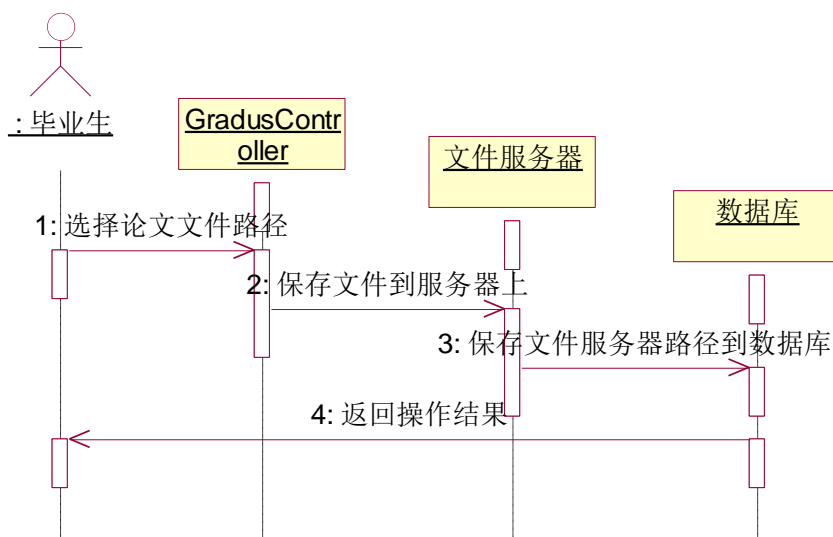 : 毕业生
GradusContr
oller
文件服务器
数据库
1: 选择论文文件路径
2: 保存文件到服务器上
3: 保存文件服务器路径到数据库
4: 返回操作结果